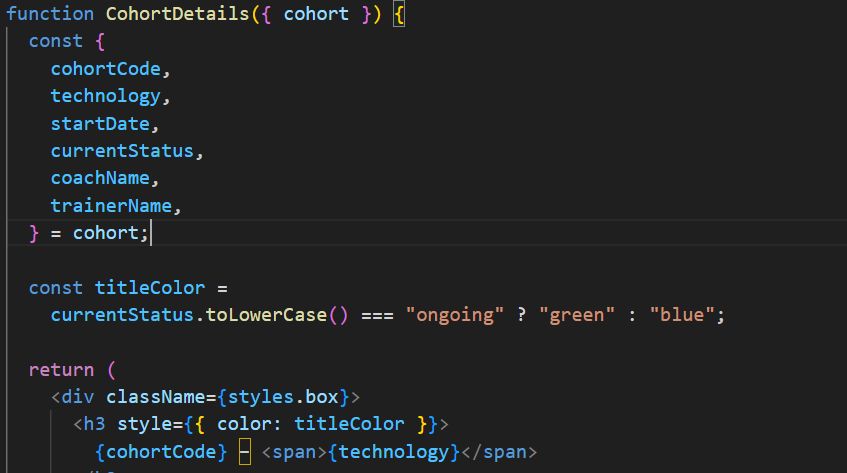 function CohortDetails({ cohort }) {
const {
cohortCode,
technology,
startDate,
currentStatus,
coachName,
trainerName,
} = cohort;
const titleColor =
currentStatus.toLowerCase() === "ongoing" ? "green" : "blue";
return (
<div className={styles.box}>
<h3 style={{ color: titleColor }}>
{cohortCode} – <span>{technology}</span>